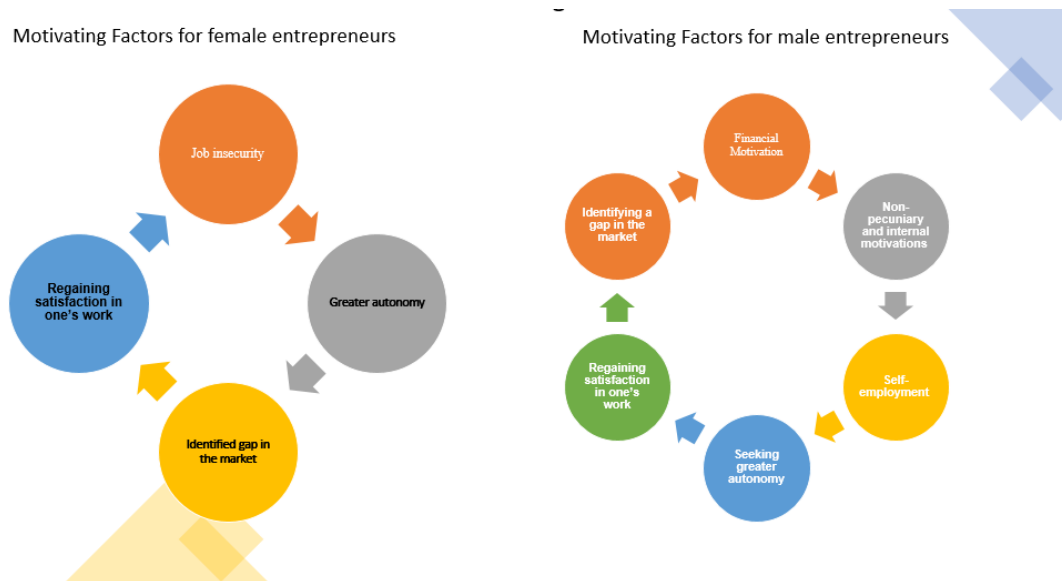 Motivating Factors for female entrepreneurs
Job insecurity
Greater autonomy
Identified gap in
the market
Regaining
satisfaction in
one's work
Motivating Factors for male entrepreneurs
Financial
Motivation
Non-
pecuniary
and internal
motivations
Self-
employment
Seeking
greater
autonomy
Regaining
satisfaction
in one's
work
Identifying a
gap in the
market